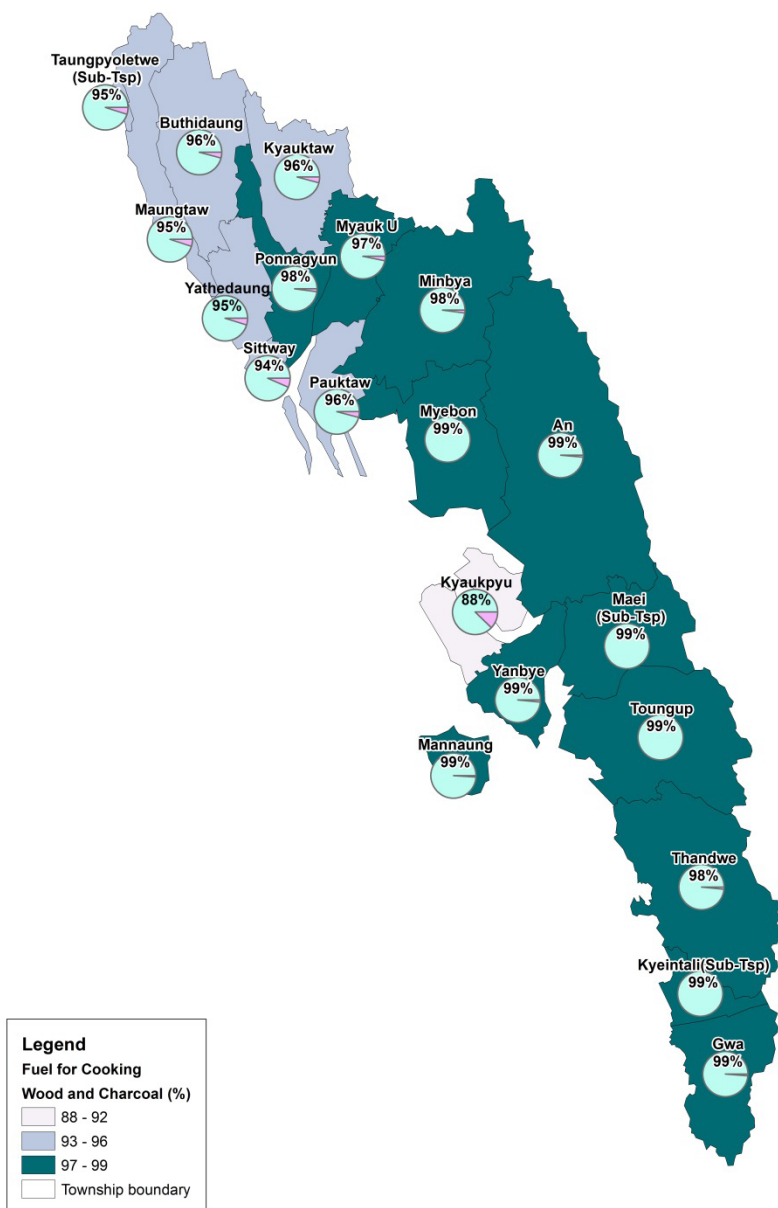 Taungpyoletwe
(Sub-Tsp)
95%
Buthidaung
96%
Kyauktaw
96%
Maungtaw
95%
Myauk U
97%
Ponnagyun
98%
Yathedaung
95%
Minbya
98%
Sittway
94%
Pauktaw
96%
Myebon
99%
An
99%
Kyaukpyu
88%
Maei
(Sub-Tsp)
99%
Yanbye
99%
Toungup
99%
Mannaung
99%
Thandwe
98%
Kyeintali(Sub-Tsp)
99%
Gwa
99%
Legend
Fuel for Cooking
Wood and Charcoal (%)
88 - 92
93 - 96
97 - 99
Township boundary